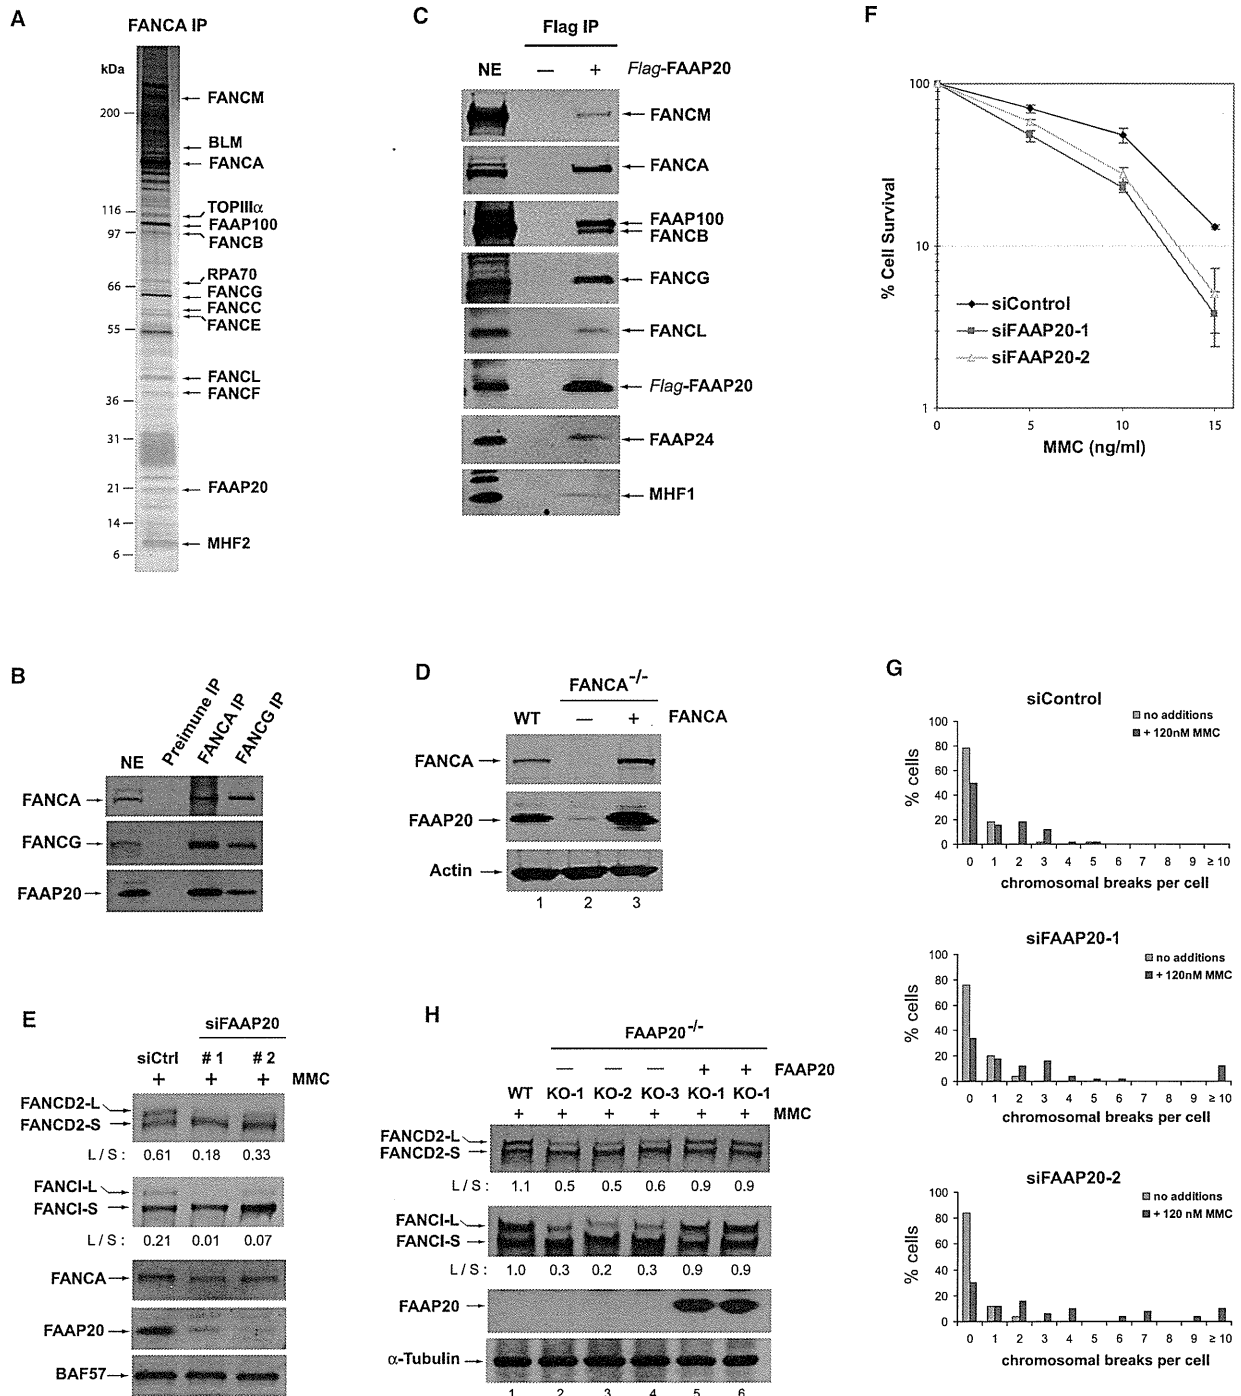 A
FANCA IP
kDa
200
116
97
66
55
36
31
21
14
6
FANCM
BLM
FANCA
TOPIIIα
FAAP100
FANCB
RPA70
FANCG
FANCC
FANCE
FANCL
FANCF
FAAP20
MHF2
C
Flag IP
NE — + Flag-FAAP20
FANCM
FANCA
FAAP100
FANCB
FANCG
FANCL
Flag-FAAP20
FAAP24
MHF1
F
% Cell Survival
100
10
1
siControl
siFAAP20-1
siFAAP20-2
0 5 10 15
MMC (ng/ml)
B
NE
Preimune IP
FANCA IP
FANCG IP
FANCA
FANCG
FAAP20
D
FANCA-/-
WT — + FANCA
FANCA
FAAP20
Actin
1 2 3
E
siFAAP20
siCtrl # 1 # 2
+ + + MMC
FANCD2-L
FANCD2-S
L / S : 0.61 0.18 0.33
FANCI-L
FANCI-S
L / S : 0.21 0.01 0.07
FANCA
FAAP20
BAF57
H
FAAP20-/-
— — — + + FAAP20
WT KO-1 KO-2 KO-3 KO-1 KO-1
+ + + + + + MMC
FANCD2-L
FANCD2-S
L / S : 1.1 0.5 0.5 0.6 0.9 0.9
FANCI-L
FANCI-S
L / S : 1.0 0.3 0.2 0.3 0.9 0.9
FAAP20
α-Tubulin
1 2 3 4 5 6
G
siControl
no additions
+ 120nM MMC
% cells
100
80
60
40
20
0
0 1 2 3 4 5 6 7 8 9 ≥ 10
chromosomal breaks per cell
siFAAP20-1
no additions
+ 120nM MMC
% cells
100
80
60
40
20
0
0 1 2 3 4 5 6 7 8 9 ≥ 10
chromosomal breaks per cell
siFAAP20-2
no additions
+ 120 nM MMC
% cells
100
80
60
40
20
0
0 1 2 3 4 5 6 7 8 9 ≥ 10
chromosomal breaks per cell